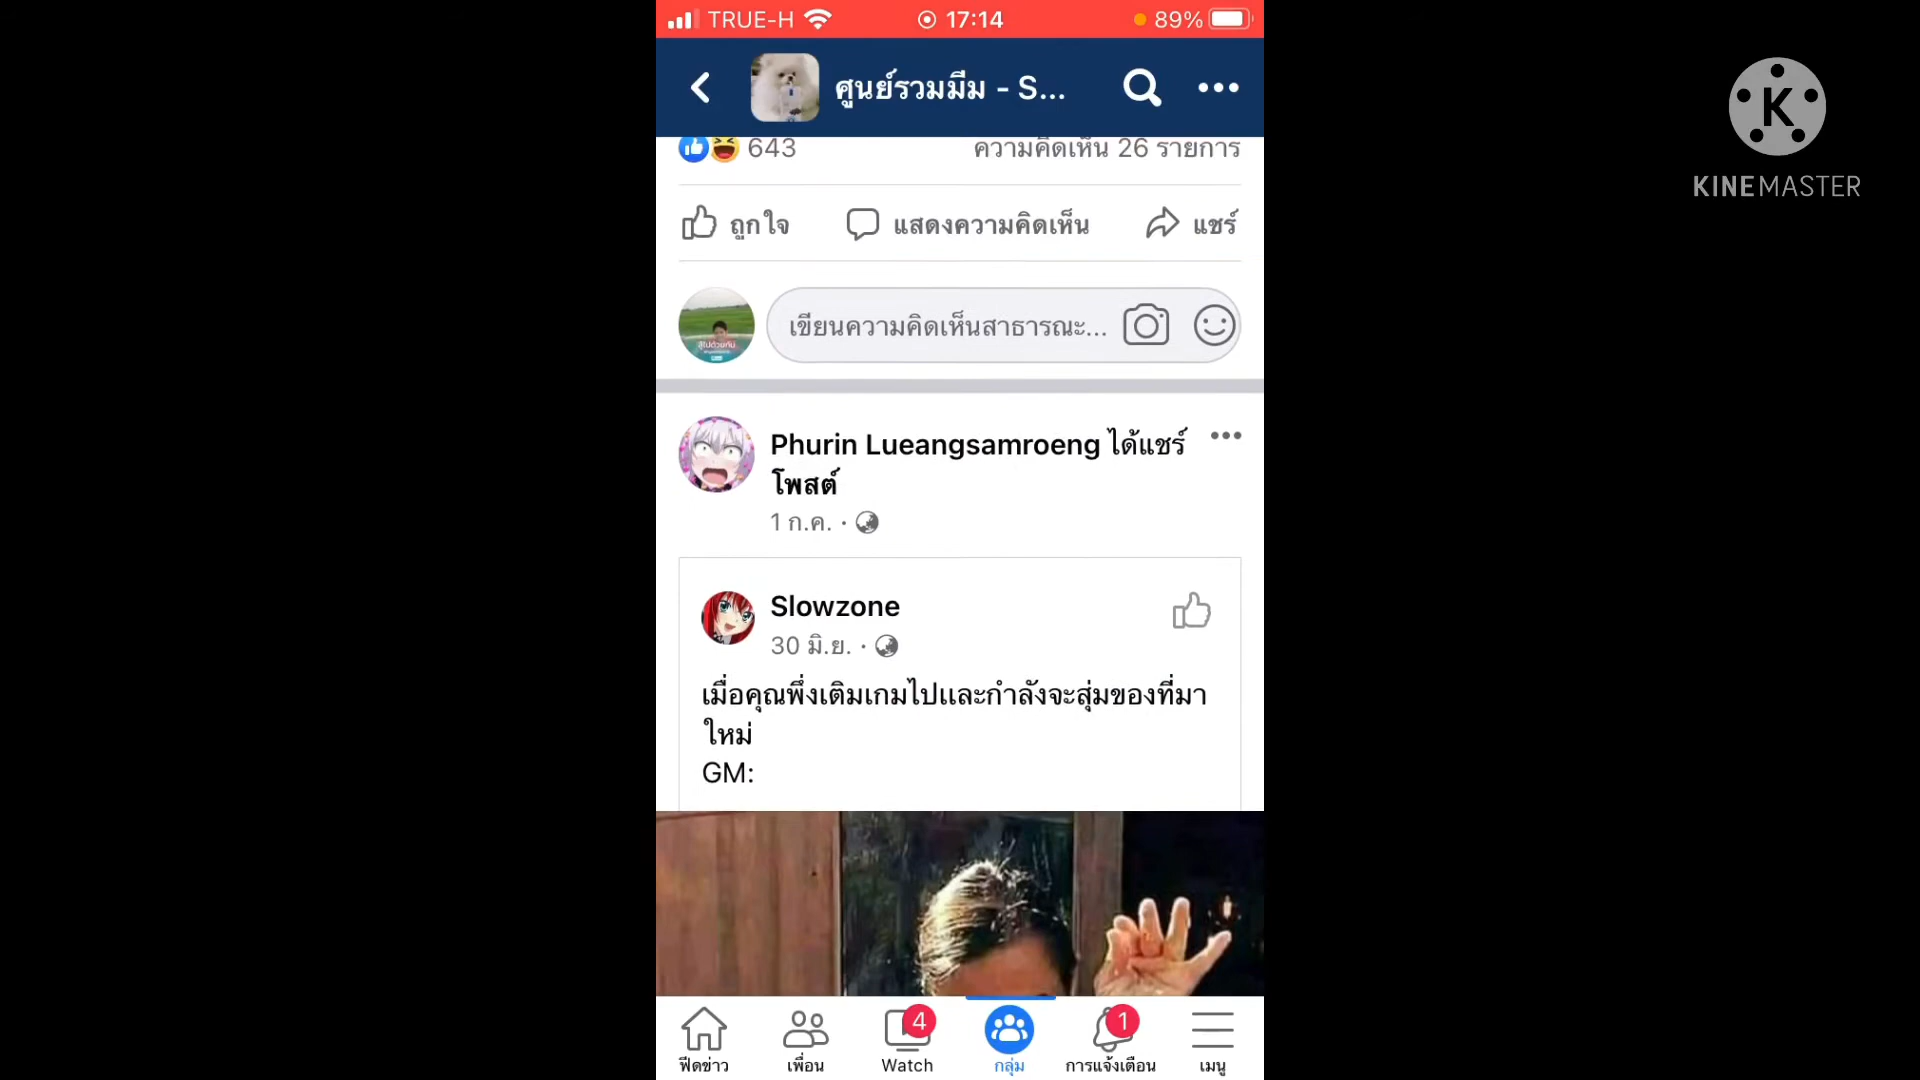 TRUE-H
17:14
89%
ศูนย์รวมมีม - S...
643
ความคิดเห็น 26 รายการ
ถูกใจ
แสดงความคิดเห็น
แชร์
เขียนความคิดเห็นสาธารณะ...
Phurin Lueangsamroeng ได้แชร์
โพสต์
1 ก.ค. ·
Slowzone
30 มิ.ย. ·
เมื่อคุณพึ่งเติมเกมไปและกำลังจะสุ่มของที่มา
ใหม่
GM:
4
1
ฟีดข่าว
เพื่อน
Watch
กลุ่ม
การแจ้งเตือน
เมนู
K
KINEMASTER